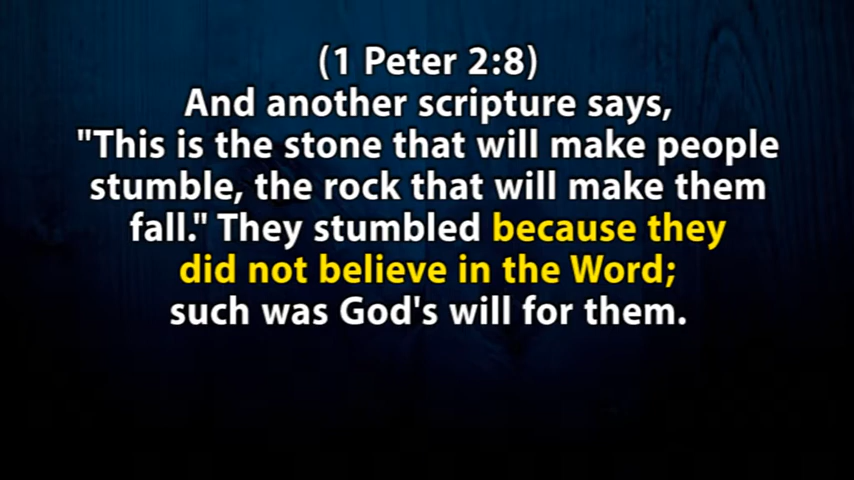 (1 Peter 2:8)
And another scripture says,
"This is the stone that will make people
stumble, the rock that will make them
fall." They stumbled because they
did not believe in the Word;
such was God's will for them.